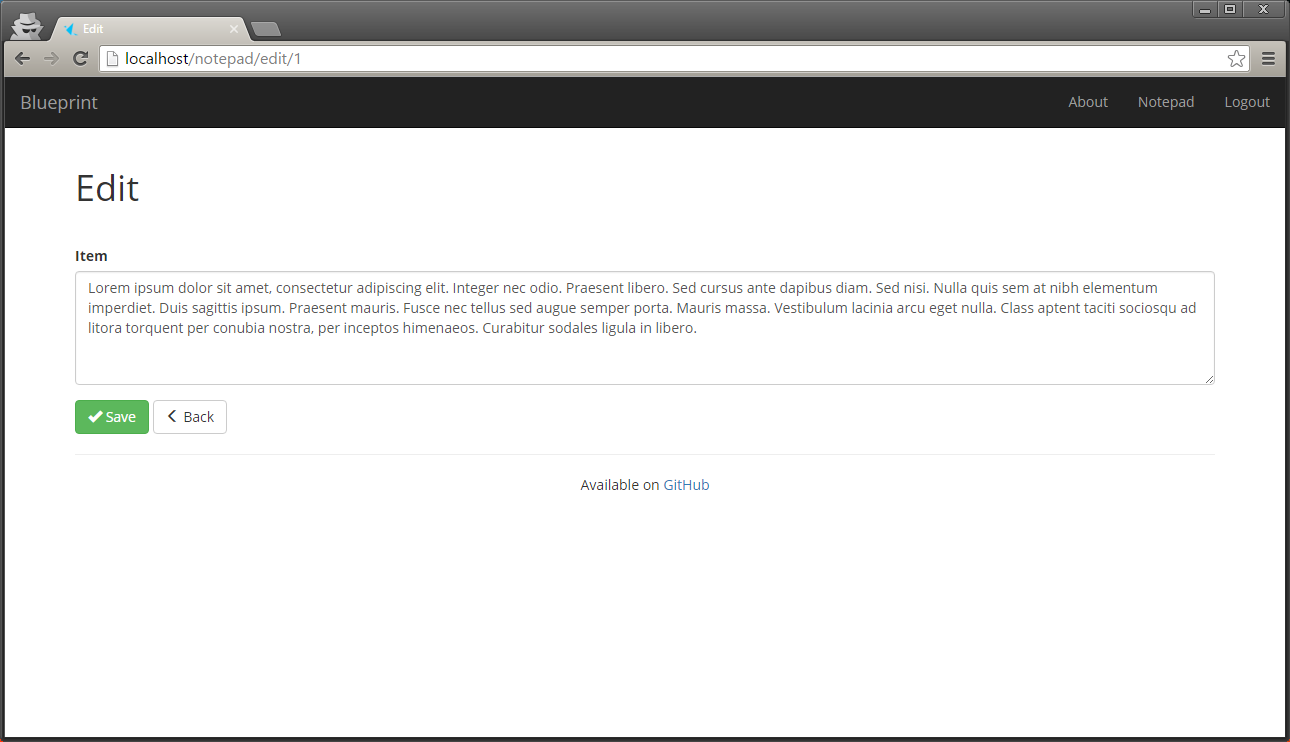 Edit
localhost/notepad/edit/1
Blueprint About Notepad Logout
Edit
Item
Lorem ipsum dolor sit amet, consectetur adipiscing elit. Integer nec odio. Praesent libero. Sed cursus ante dapibus diam. Sed nisi. Nulla quis sem at nibh elementum
imperdiet. Duis sagittis ipsum. Praesent mauris. Fusce nec tellus sed augue semper porta. Mauris massa. Vestibulum lacinia arcu eget nulla. Class aptent taciti sociosqu ad
litora torquent per conubia nostra, per inceptos himenaeos. Curabitur sodales ligula in libero.
Save Back
Available on GitHub